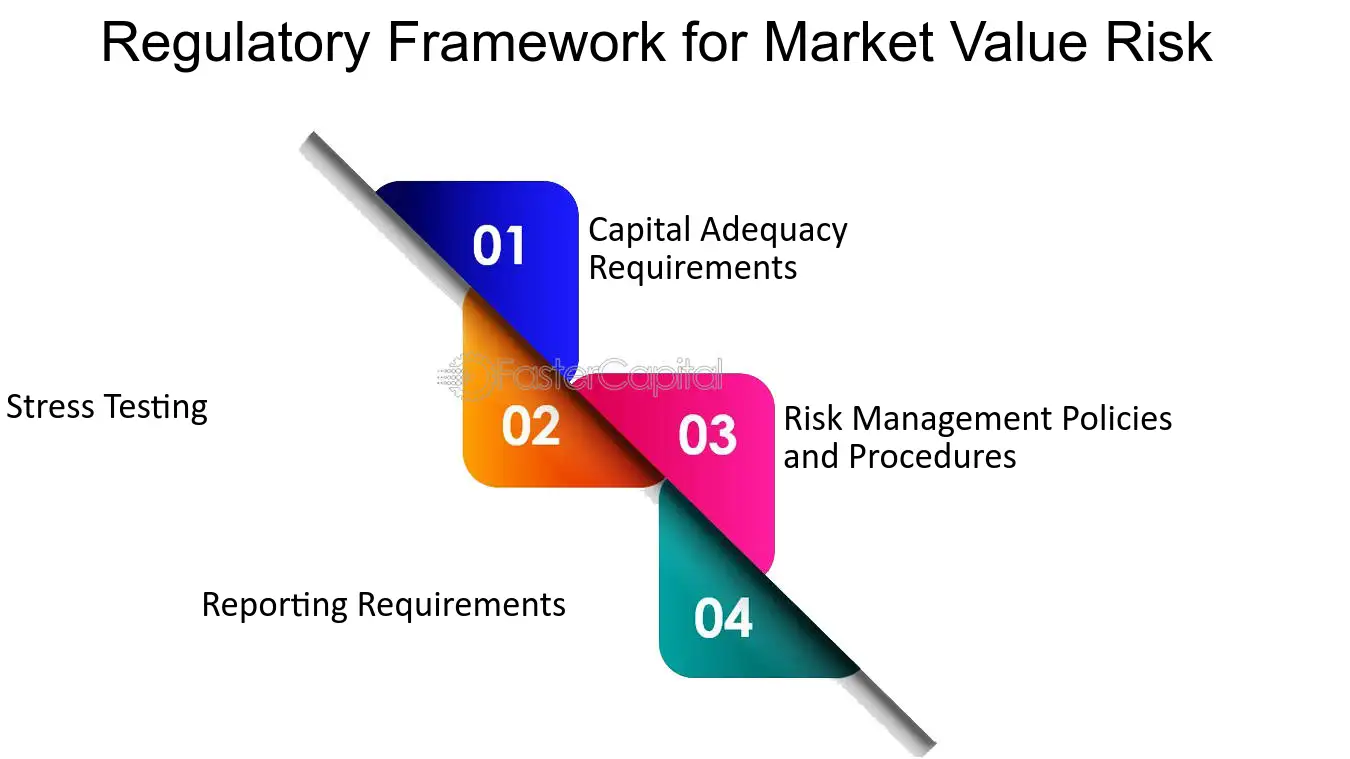 Regulatory Framework for Market Value Risk
01
Capital Adequacy
Requirements
FasterCapital
Stress Testing
02
03
Risk Management Policies
and Procedures
Reporting Requirements
04